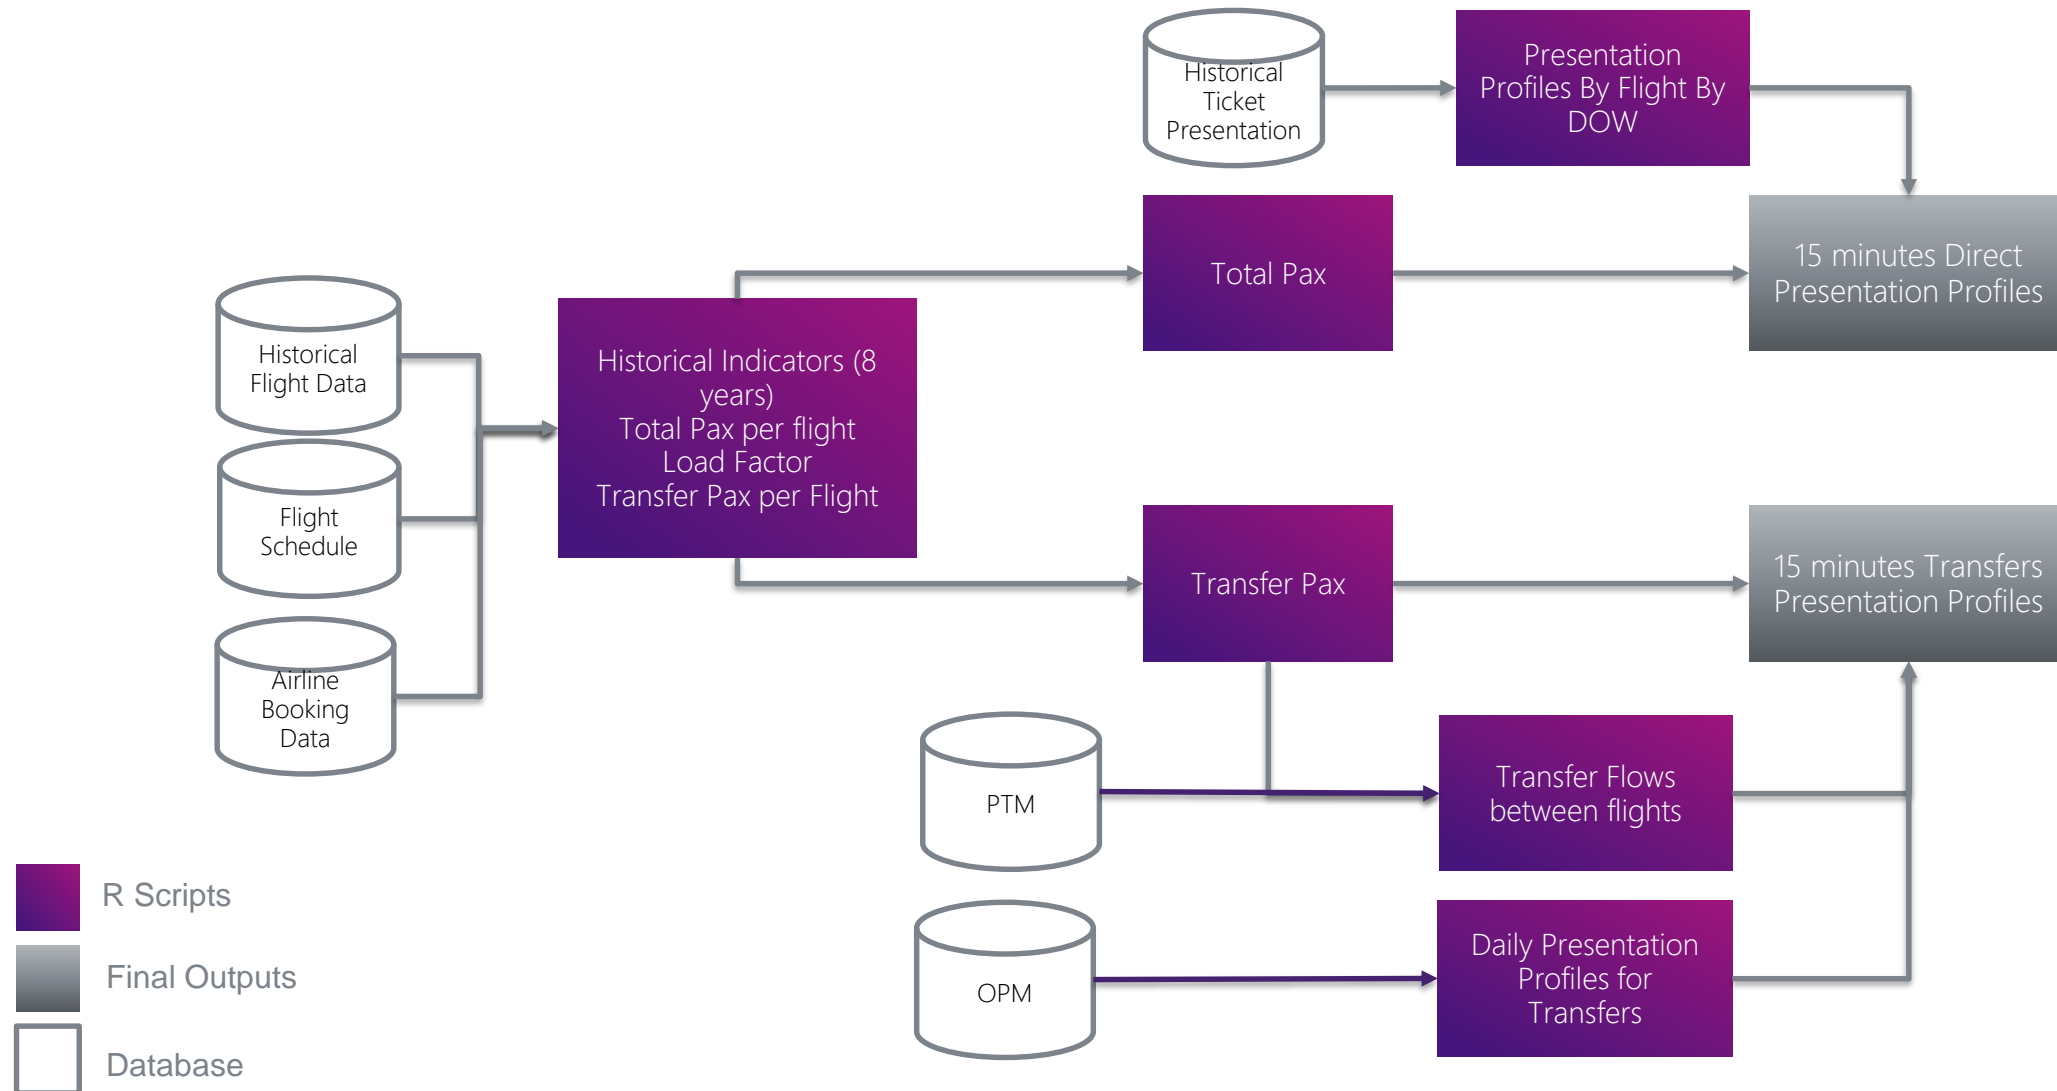 Historical
Ticket
Presentation
Presentation
Profiles By Flight By
DOW
Total Pax
15 minutes Direct
Presentation Profiles
Historical
Flight Data
Flight
Schedule
Airline
Booking
Data
Historical Indicators (8
years)
Total Pax per flight
Load Factor
Transfer Pax per Flight
Transfer Pax
15 minutes Transfers
Presentation Profiles
PTM
Transfer Flows
between flights
OPM
Daily Presentation
Profiles for
Transfers
R Scripts
Final Outputs
Database